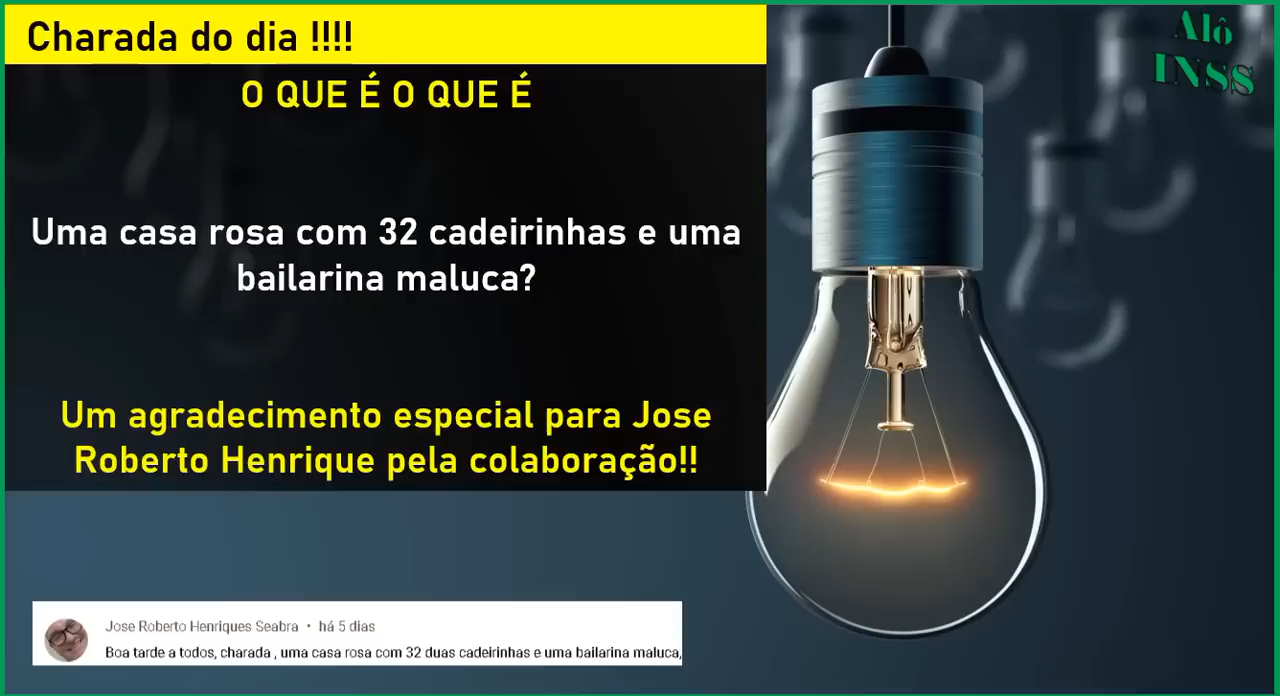 Charada do dia !!!!
Alô
INSS
O QUE É O QUE É
Uma casa rosa com 32 cadeirinhas e uma
bailarina maluca?
Um agradecimento especial para Jose
Roberto Henrique pela colaboração!!
Jose Roberto Henriques Seabra • há 5 dias
Boa tarde a todos, charada , uma casa rosa com 32 duas cadeirinhas e uma bailarina maluca,